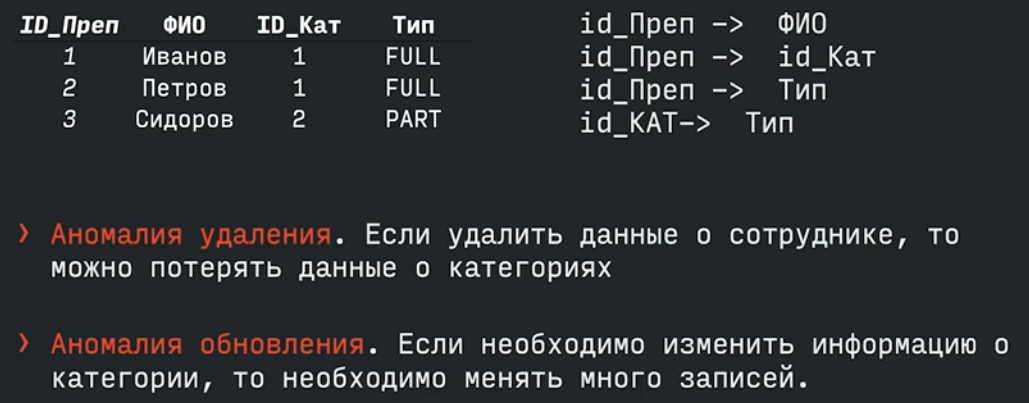 ID_Преп ФИО ID_Кат Тип
1 Иванов 1 FULL
2 Петров 1 FULL
3 Сидоров 2 PART
id_Преп -> ФИО
id_Преп -> id_Кат
id_Преп -> Тип
id_КАТ-> Тип
› Аномалия удаления. Если удалить данные о сотруднике, то
можно потерять данные о категориях
› Аномалия обновления. Если необходимо изменить информацию о
категории, то необходимо менять много записей.